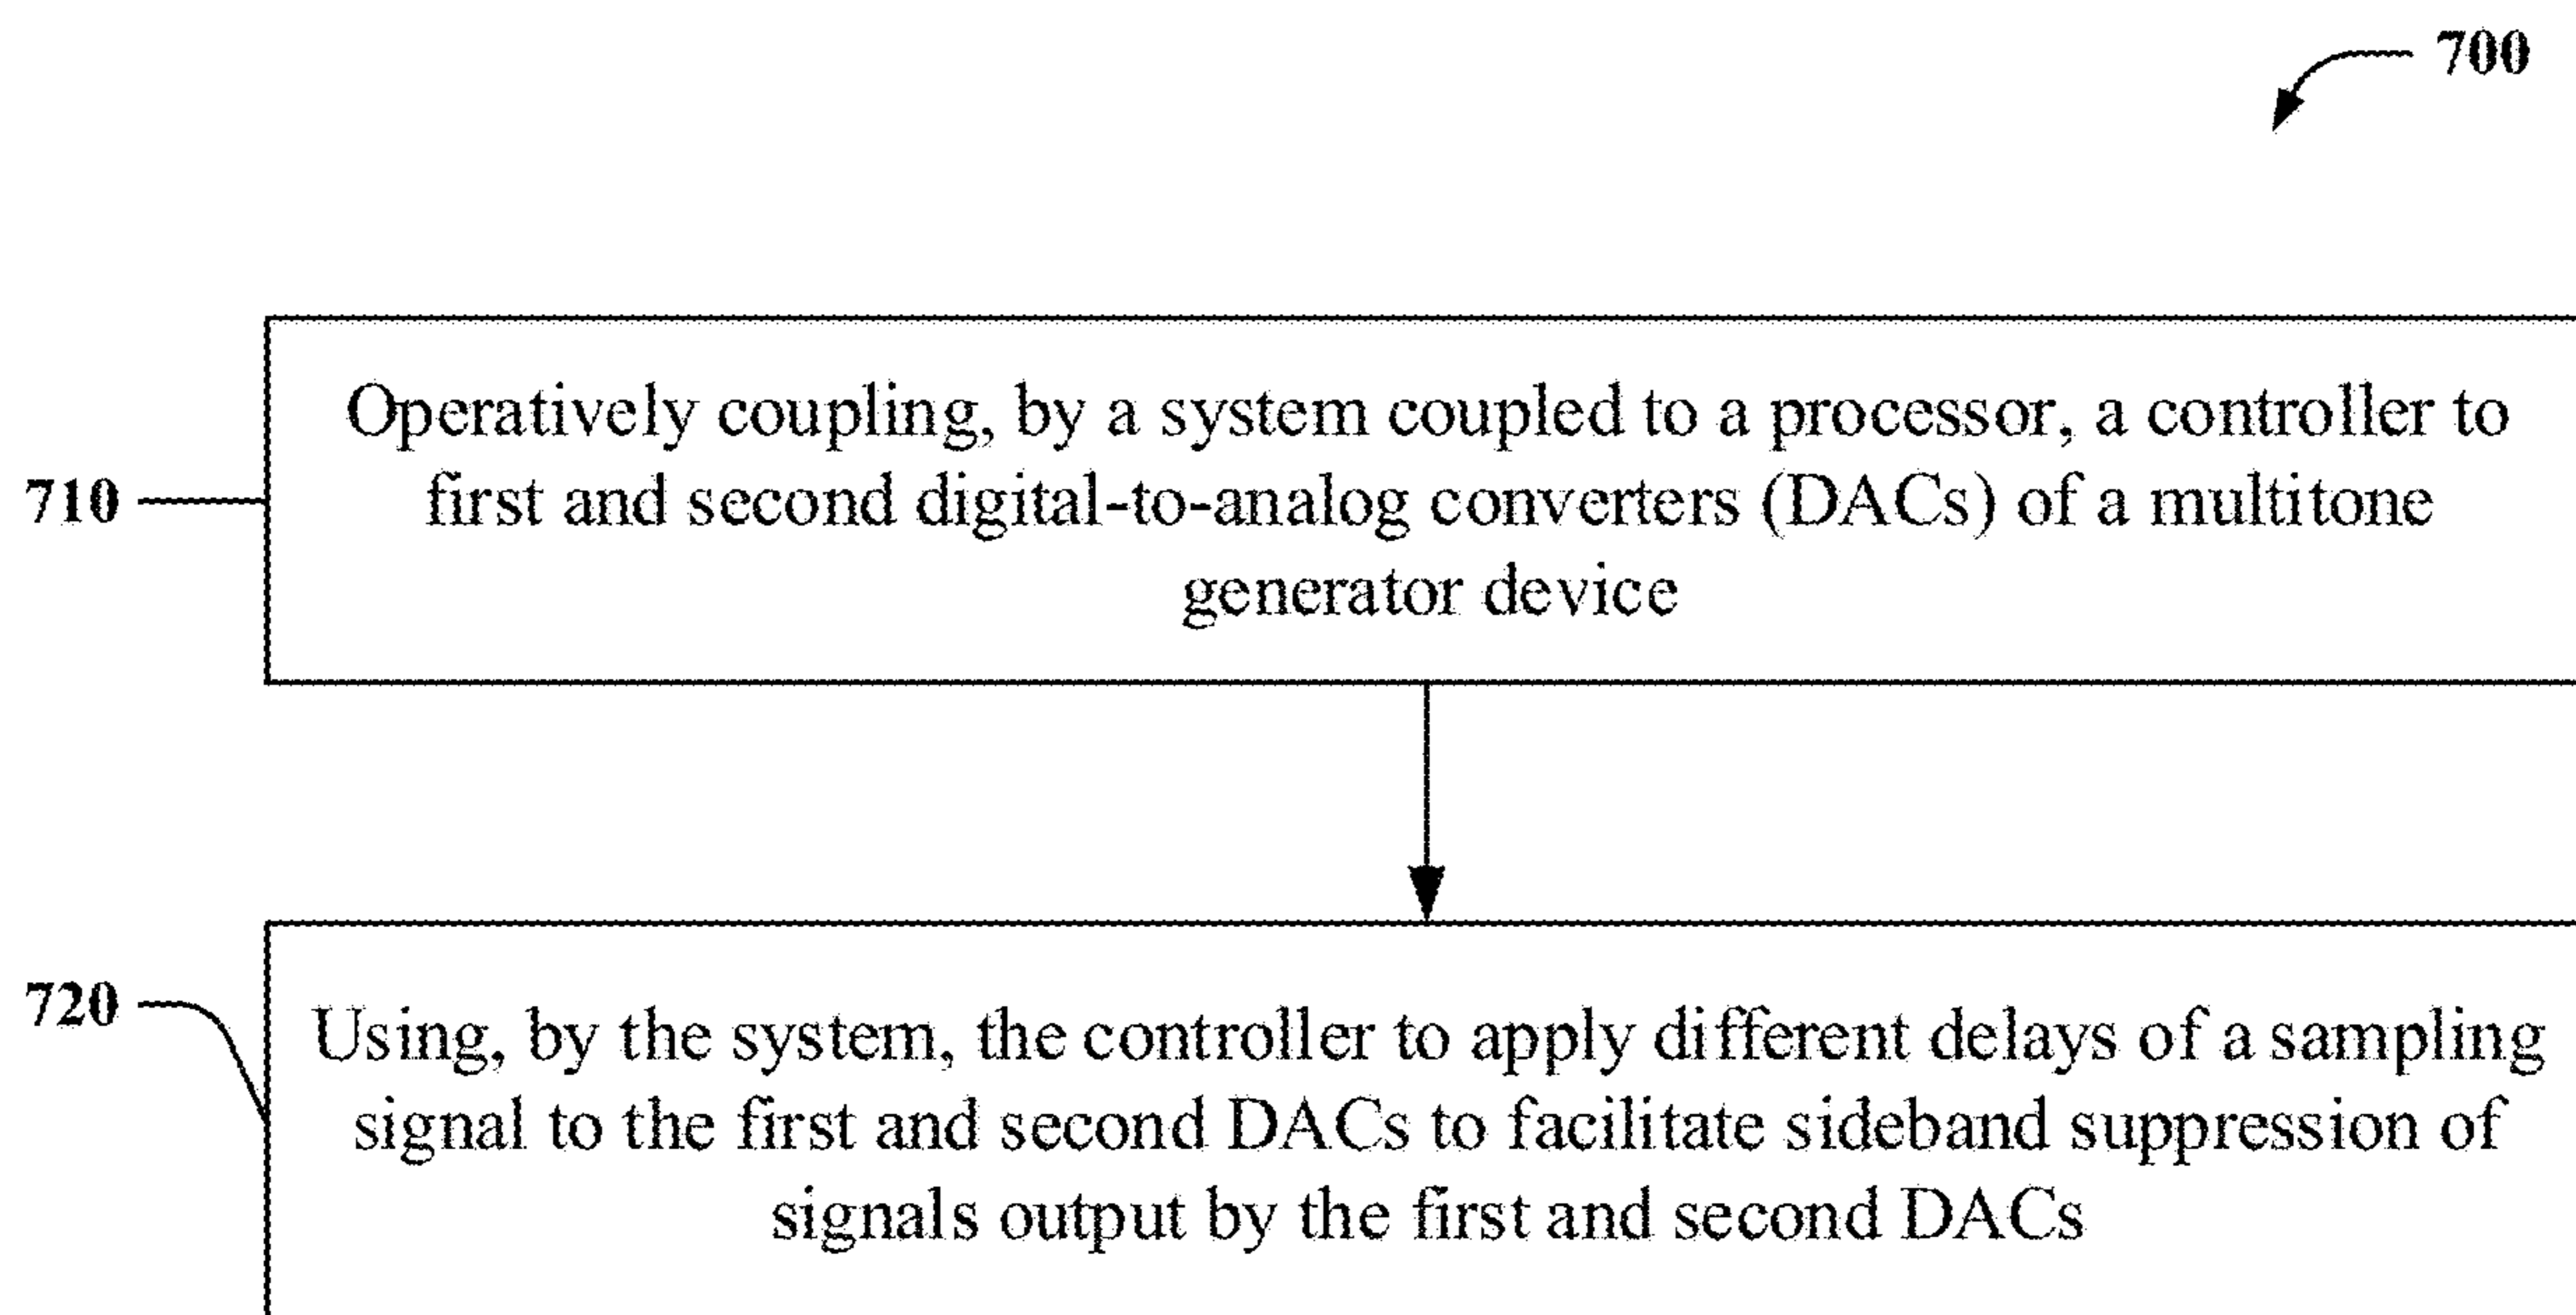 700
710
Operatively coupling, by a system coupled to a processor, a controller to
first and second digital-to-analog converters (DACs) of a multitone
generator device
720
Using, by the system, the controller to apply different delays of a sampling
signal to the first and second DACs to facilitate sideband suppression of
signals output by the first and second DACs